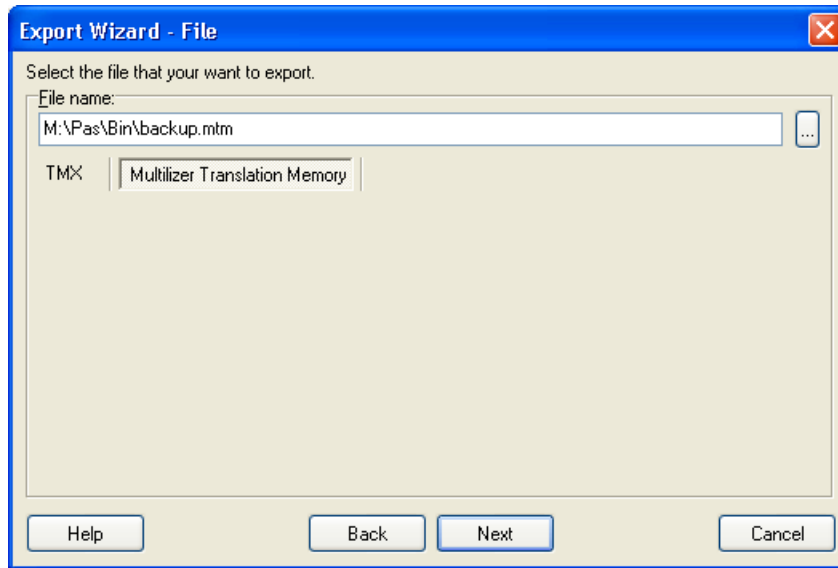 Export Wizard - File
Select the file that your want to export.
File name:
M:\Pas\Bin\backup.mtm
...
TMX Multilizer Translation Memory
Help Back Next Cancel